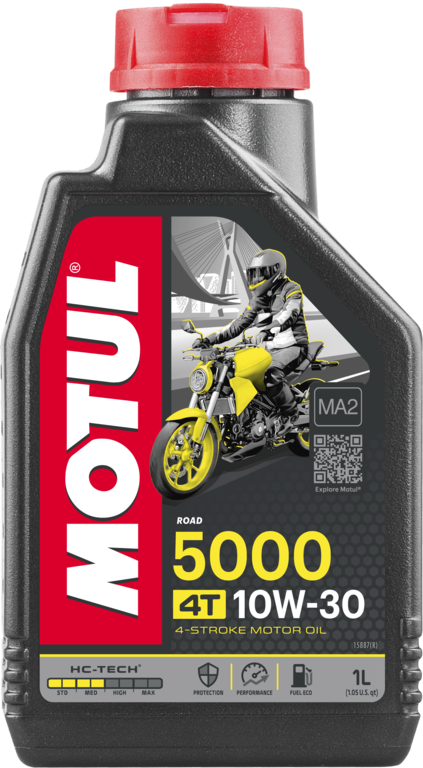 MOTUL®
MA2
Explore Motul®
ROAD
5000
4T 10W-30
4-STROKE MOTOR OIL
15887(R)
HC-TECH®
STD MED HIGH MAX
PROTECTION PERFORMANCE FUEL ECO
1L
(1.05 U.S. qt)